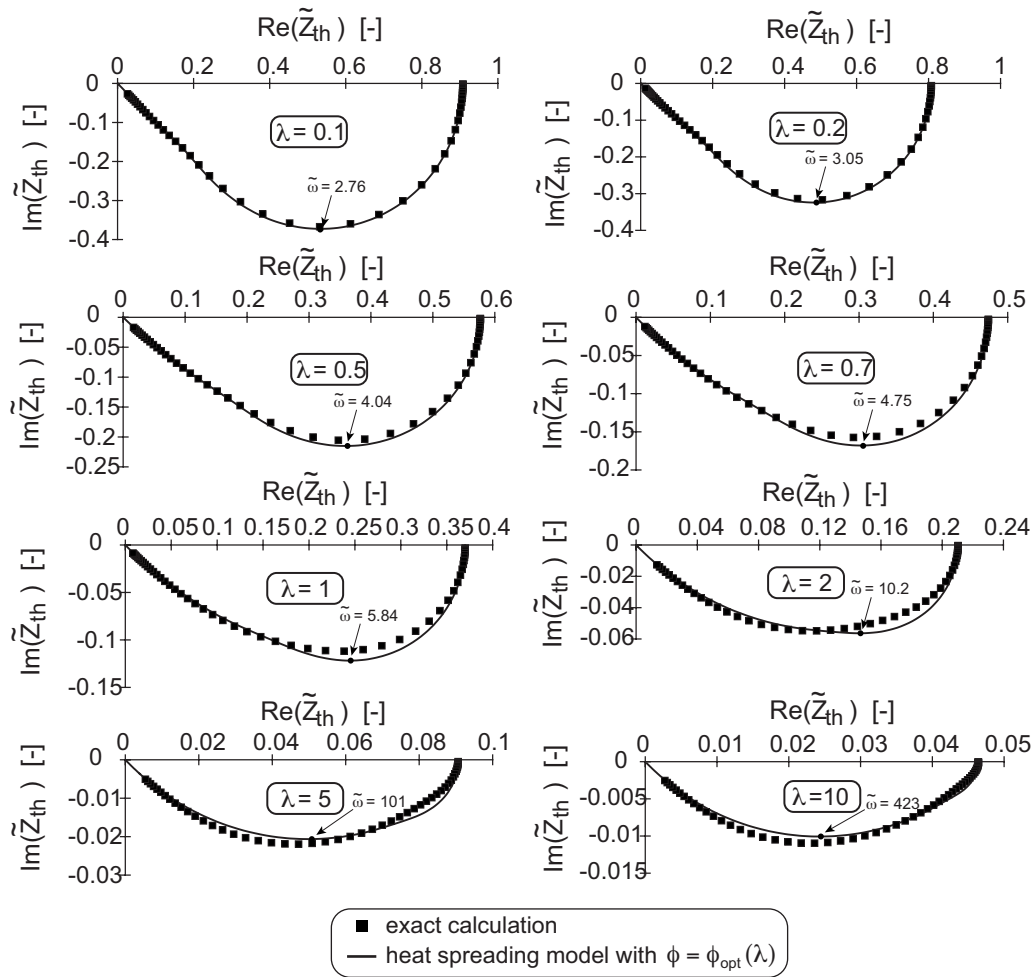 Re(Z̃th) [-]
0 0.2 0.4 0.6 0.8 1
Im(Z̃th) [-]
0
-0.1
-0.2
-0.3
-0.4
λ = 0.1
ω̃ = 2.76
Re(Z̃th) [-]
0 0.2 0.4 0.6 0.8 1
Im(Z̃th) [-]
0
-0.1
-0.2
-0.3
-0.4
λ = 0.2
ω̃ = 3.05
Re(Z̃th) [-]
0 0.1 0.2 0.3 0.4 0.5 0.6
Im(Z̃th) [-]
0
-0.05
-0.1
-0.15
-0.2
-0.25
λ = 0.5
ω̃ = 4.04
Re(Z̃th) [-]
0 0.1 0.2 0.3 0.4 0.5
Im(Z̃th) [-]
0
-0.05
-0.1
-0.15
-0.2
λ = 0.7
ω̃ = 4.75
Re(Z̃th) [-]
0 0.05 0.1 0.15 0.2 0.25 0.3 0.35 0.4
Im(Z̃th) [-]
0
-0.05
-0.1
-0.15
λ = 1
ω̃ = 5.84
Re(Z̃th) [-]
0 0.04 0.08 0.12 0.16 0.2 0.24
Im(Z̃th) [-]
0
-0.02
-0.04
-0.06
λ = 2
ω̃ = 10.2
Re(Z̃th) [-]
0 0.02 0.04 0.06 0.08 0.1
Im(Z̃th) [-]
0
-0.01
-0.02
-0.03
λ = 5
ω̃ = 101
Re(Z̃th) [-]
0 0.01 0.02 0.03 0.04 0.05
Im(Z̃th) [-]
0
-0.005
-0.01
-0.015
λ=10
ω̃ = 423
■ exact calculation
— heat spreading model with ϕ = ϕopt(λ)